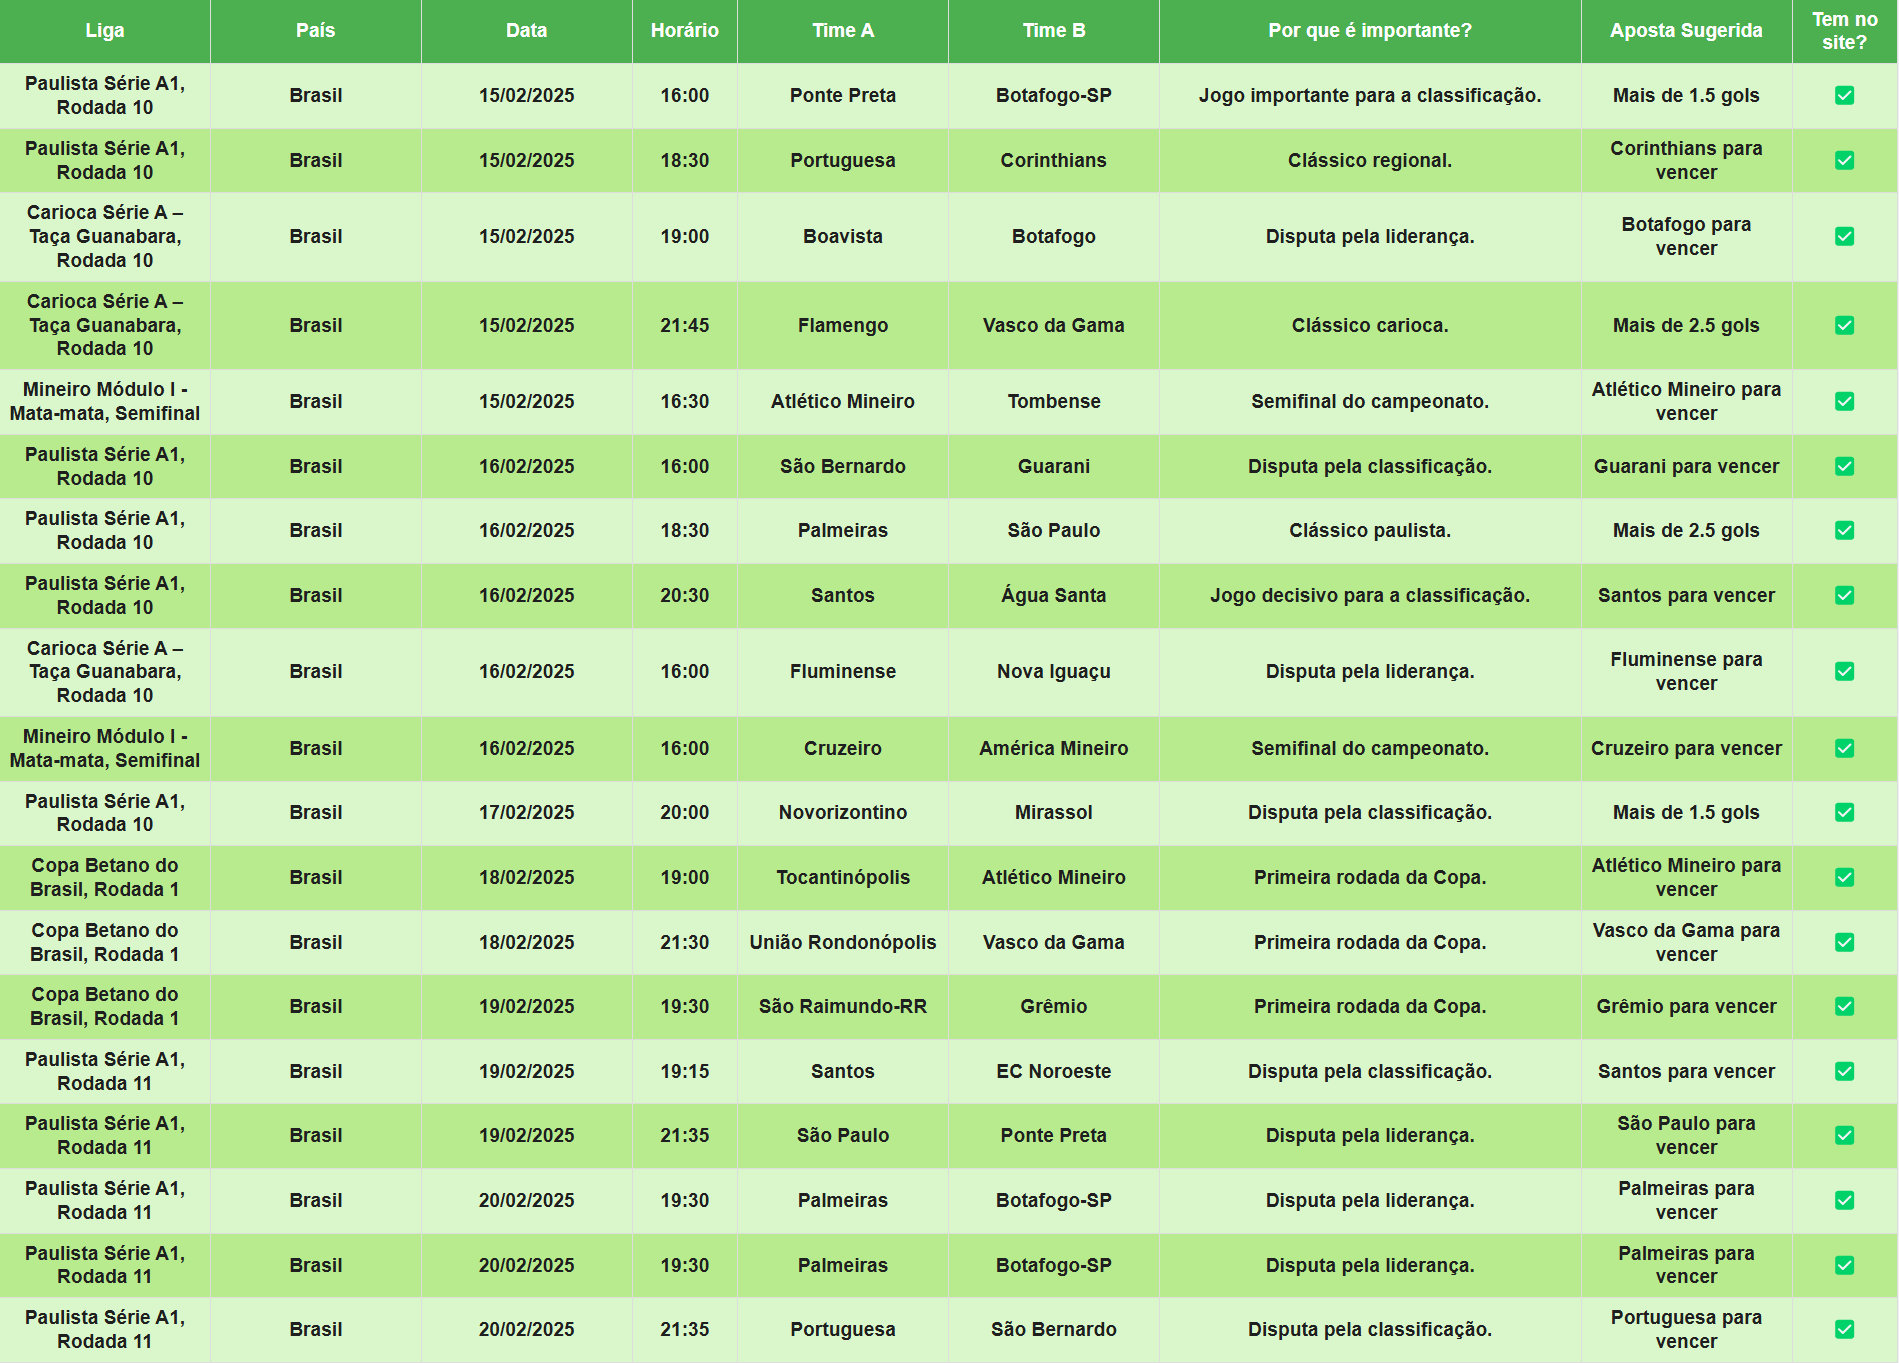 Liga País Data Horário Time A Time B Por que é importante? Aposta Sugerida Tem no site?
Paulista Série A1, Rodada 10 Brasil 15/02/2025 16:00 Ponte Preta Botafogo-SP Jogo importante para a classificação. Mais de 1.5 gols ✅
Paulista Série A1, Rodada 10 Brasil 15/02/2025 18:30 Portuguesa Corinthians Clássico regional. Corinthians para vencer ✅
Carioca Série A – Taça Guanabara, Rodada 10 Brasil 15/02/2025 19:00 Boavista Botafogo Disputa pela liderança. Botafogo para vencer ✅
Carioca Série A – Taça Guanabara, Rodada 10 Brasil 15/02/2025 21:45 Flamengo Vasco da Gama Clássico carioca. Mais de 2.5 gols ✅
Mineiro Módulo I - Mata-mata, Semifinal Brasil 15/02/2025 16:30 Atlético Mineiro Tombense Semifinal do campeonato. Atlético Mineiro para vencer ✅
Paulista Série A1, Rodada 10 Brasil 16/02/2025 16:00 São Bernardo Guarani Disputa pela classificação. Guarani para vencer ✅
Paulista Série A1, Rodada 10 Brasil 16/02/2025 18:30 Palmeiras São Paulo Clássico paulista. Mais de 2.5 gols ✅
Paulista Série A1, Rodada 10 Brasil 16/02/2025 20:30 Santos Água Santa Jogo decisivo para a classificação. Santos para vencer ✅
Carioca Série A – Taça Guanabara, Rodada 10 Brasil 16/02/2025 16:00 Fluminense Nova Iguaçu Disputa pela liderança. Fluminense para vencer ✅
Mineiro Módulo I - Mata-mata, Semifinal Brasil 16/02/2025 16:00 Cruzeiro América Mineiro Semifinal do campeonato. Cruzeiro para vencer ✅
Paulista Série A1, Rodada 10 Brasil 17/02/2025 20:00 Novorizontino Mirassol Disputa pela classificação. Mais de 1.5 gols ✅
Copa Betano do Brasil, Rodada 1 Brasil 18/02/2025 19:00 Tocantinópolis Atlético Mineiro Primeira rodada da Copa. Atlético Mineiro para vencer ✅
Copa Betano do Brasil, Rodada 1 Brasil 18/02/2025 21:30 União Rondonópolis Vasco da Gama Primeira rodada da Copa. Vasco da Gama para vencer ✅
Copa Betano do Brasil, Rodada 1 Brasil 19/02/2025 19:30 São Raimundo-RR Grêmio Primeira rodada da Copa. Grêmio para vencer ✅
Paulista Série A1, Rodada 11 Brasil 19/02/2025 19:15 Santos EC Noroeste Disputa pela classificação. Santos para vencer ✅
Paulista Série A1, Rodada 11 Brasil 19/02/2025 21:35 São Paulo Ponte Preta Disputa pela liderança. São Paulo para vencer ✅
Paulista Série A1, Rodada 11 Brasil 20/02/2025 19:30 Palmeiras Botafogo-SP Disputa pela liderança. Palmeiras para vencer ✅
Paulista Série A1, Rodada 11 Brasil 20/02/2025 19:30 Palmeiras Botafogo-SP Disputa pela liderança. Palmeiras para vencer ✅
Paulista Série A1, Rodada 11 Brasil 20/02/2025 21:35 Portuguesa São Bernardo Disputa pela classificação. Portuguesa para vencer ✅